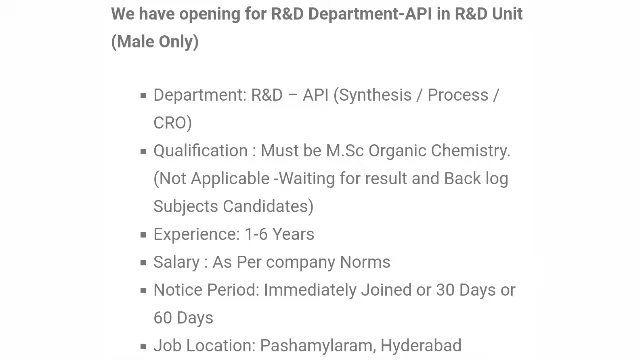 We have opening for R&D Department-API in R&D Unit
(Male Only)
▪ Department: R&D – API (Synthesis / Process /
CRO)
▪ Qualification : Must be M.Sc Organic Chemistry.
(Not Applicable -Waiting for result and Back log
Subjects Candidates)
▪ Experience: 1-6 Years
▪ Salary : As Per company Norms
▪ Notice Period: Immediately Joined or 30 Days or
60 Days
▪ Job Location: Pashamylaram, Hyderabad